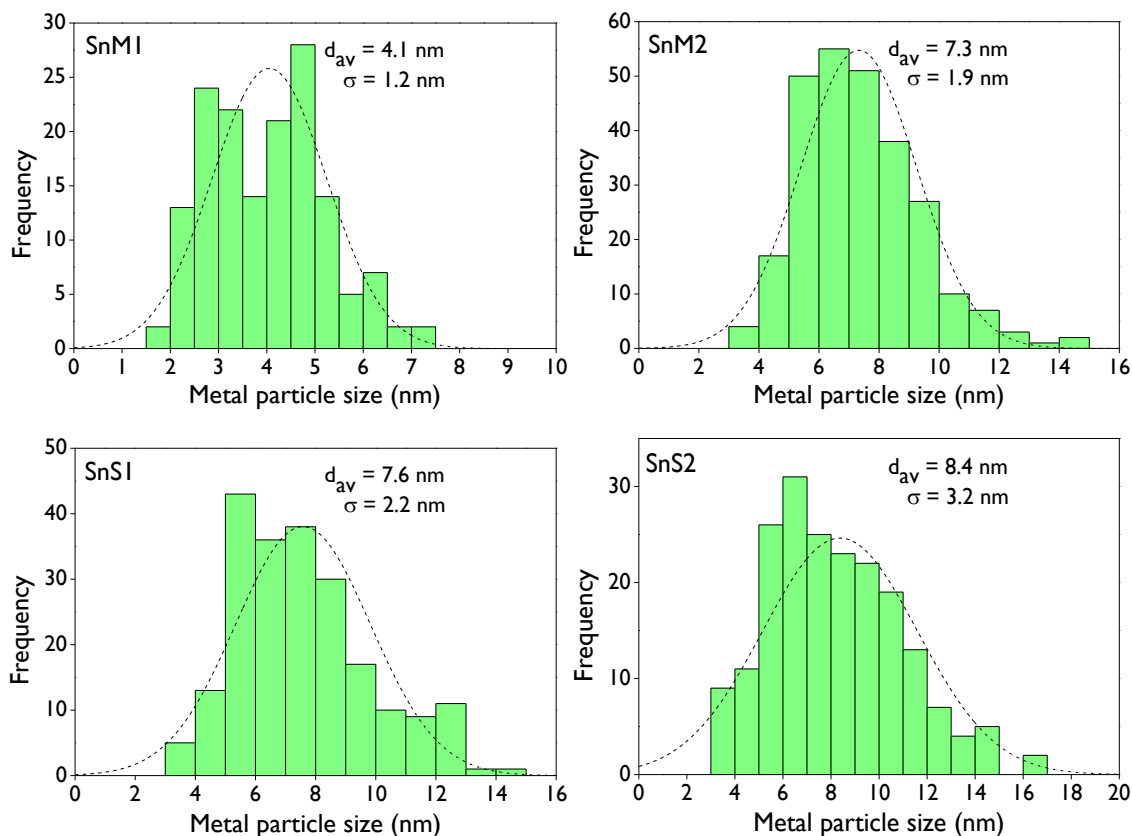 SnM1
d_av = 4.1 nm
σ = 1.2 nm
30
25
20
15
10
5
0
Frequency
0 1 2 3 4 5 6 7 8 9 10
Metal particle size (nm)
SnM2
d_av = 7.3 nm
σ = 1.9 nm
60
50
40
30
20
10
0
Frequency
0 2 4 6 8 10 12 14 16
Metal particle size (nm)
SnS1
d_av = 7.6 nm
σ = 2.2 nm
50
40
30
20
10
0
Frequency
0 2 4 6 8 10 12 14 16
Metal particle size (nm)
SnS2
d_av = 8.4 nm
σ = 3.2 nm
30
20
10
0
Frequency
0 2 4 6 8 10 12 14 16 18 20
Metal particle size (nm)